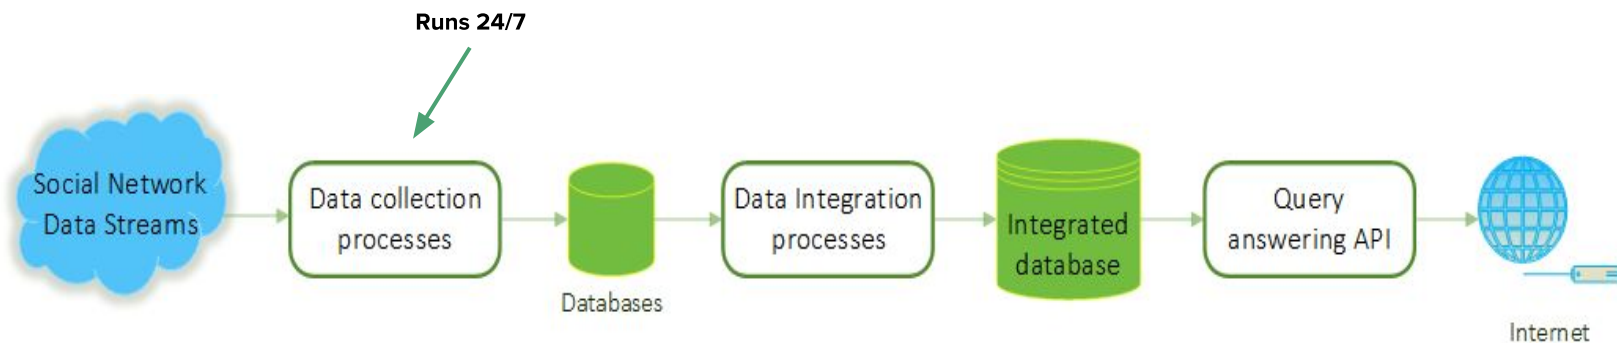 Runs 24/7
Social Network
Data Streams
Data collection
processes
Databases
Data Integration
processes
Integrated
database
Query
answering API
Internet